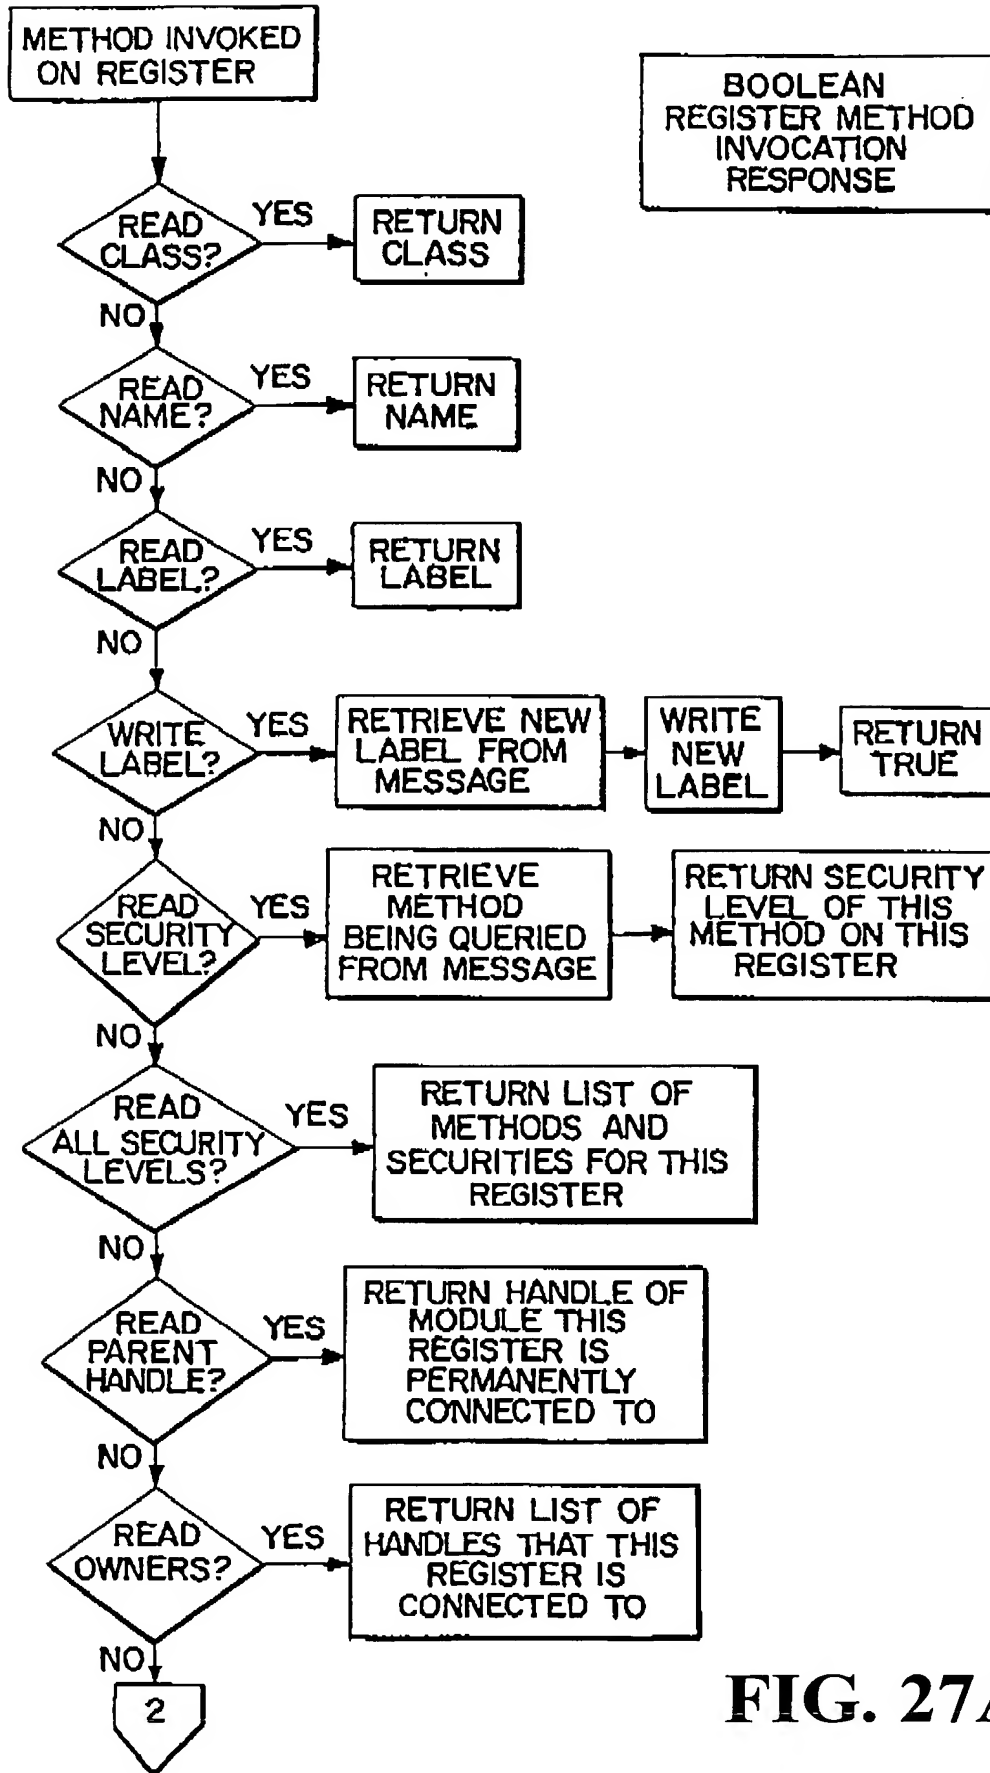 METHOD INVOKED
ON REGISTER
BOOLEAN
REGISTER METHOD
INVOCATION
RESPONSE
READ
CLASS?
YES
RETURN
CLASS
NO
READ
NAME?
YES
RETURN
NAME
NO
READ
LABEL?
YES
RETURN
LABEL
NO
WRITE
LABEL?
YES
RETRIEVE NEW
LABEL FROM
MESSAGE
WRITE
NEW
LABEL
RETURN
TRUE
NO
READ
SECURITY
LEVEL?
YES
RETRIEVE
METHOD
BEING QUERIED
FROM MESSAGE
RETURN SECURITY
LEVEL OF THIS
METHOD ON THIS
REGISTER
NO
READ
ALL SECURITY
LEVELS?
YES
RETURN LIST OF
METHODS AND
SECURITIES FOR THIS
REGISTER
NO
READ
PARENT
HANDLE?
YES
RETURN HANDLE OF
MODULE THIS
REGISTER IS
PERMANENTLY
CONNECTED TO
NO
READ
OWNERS?
YES
RETURN LIST OF
HANDLES THAT THIS
REGISTER IS
CONNECTED TO
NO
2
FIG. 27A